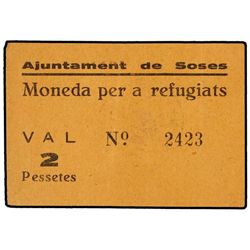 Ajuntament de Soses
Moneda per a refugiats
VAL Nº 2423
2
Pessetes